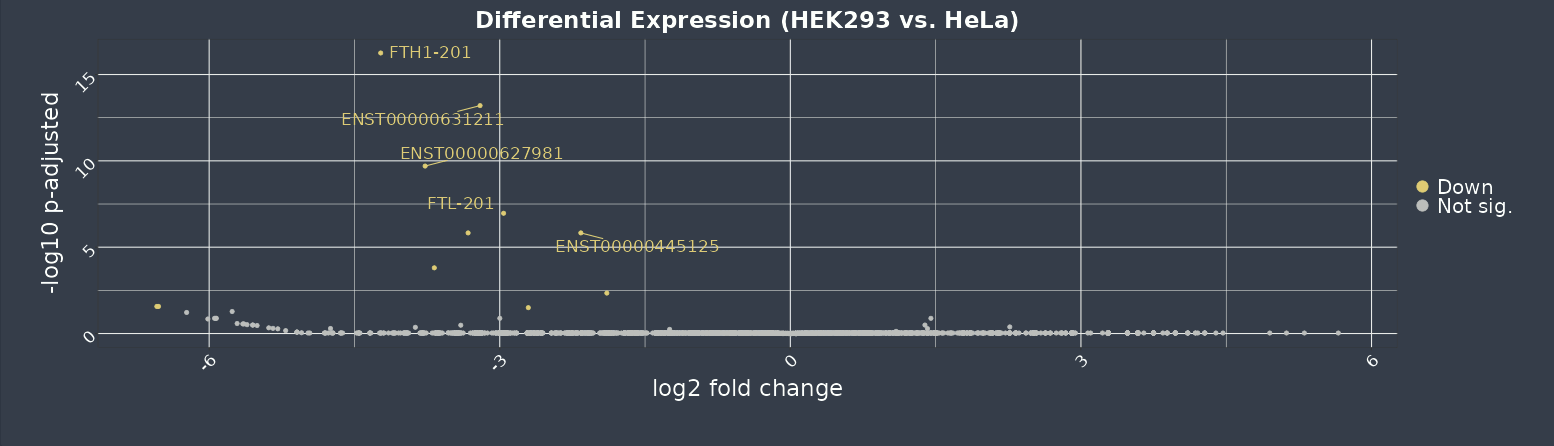 Differential Expression (HEK293 vs. HeLa)
FTH1-201
ENST00000631211
ENST00000627981
FTL-201
ENST00000445125
15
10
5
0
-log10 p-adjusted
-6
-3
0
3
6
log2 fold change
Down
Not sig.